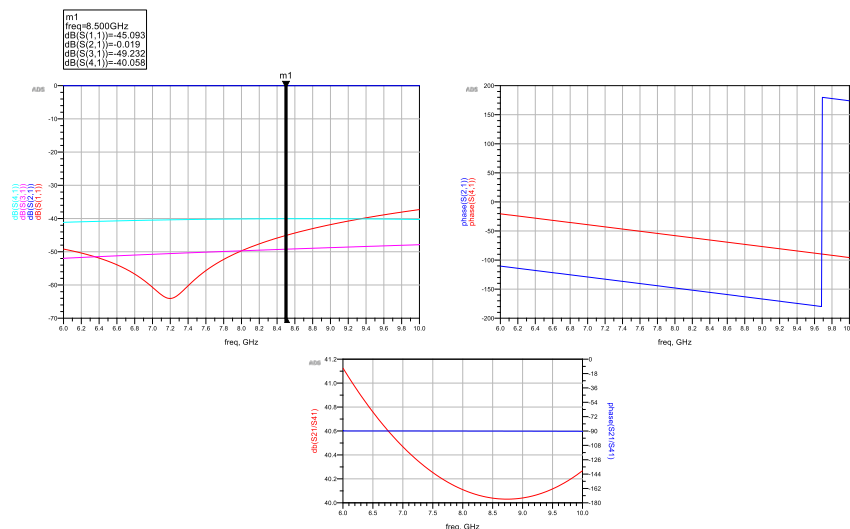 m1
freq=8.500GHz
dB(S(1,1))=-45.093
dB(S(2,1))=-0.019
dB(S(3,1))=-49.232
dB(S(4,1))=-40.058
m1
ADS
0
-10
-20
-30
-40
-50
-60
-70
dB(S(4,1))
dB(S(3,1))
dB(S(2,1))
dB(S(1,1))
6.0 6.2 6.4 6.6 6.8 7.0 7.2 7.4 7.6 7.8 8.0 8.2 8.4 8.6 8.8 9.0 9.2 9.4 9.6 9.8 10.0
freq, GHz
ADS
200
150
100
50
0
-50
-100
-150
-200
phase(S(2,1))
phase(S(4,1))
6.0 6.2 6.4 6.6 6.8 7.0 7.2 7.4 7.6 7.8 8.0 8.2 8.4 8.6 8.8 9.0 9.2 9.4 9.6 9.8 10.0
freq, GHz
ADS
41.2
41.0
40.8
40.6
40.4
40.2
40.0
db(S21/S41)
0
-18
-36
-54
-72
-90
-108
-126
-144
-162
-180
phase(S21/S41)
6.0 6.5 7.0 7.5 8.0 8.5 9.0 9.5 10.0
freq, GHz